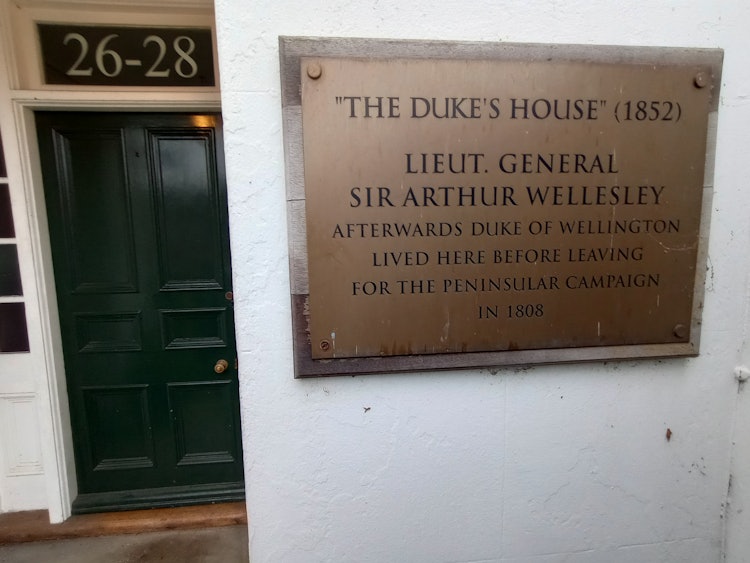 26-28
"THE DUKE'S HOUSE" (1852)
LIEUT. GENERAL
SIR ARTHUR WELLESLEY
AFTERWARDS DUKE OF WELLINGTON
LIVED HERE BEFORE LEAVING
FOR THE PENINSULAR CAMPAIGN
IN 1808